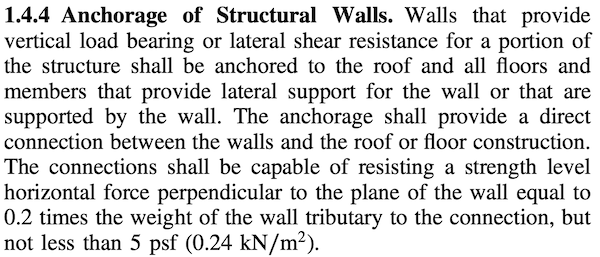 1.4.4 Anchorage of Structural Walls. Walls that provide
vertical load bearing or lateral shear resistance for a portion of
the structure shall be anchored to the roof and all floors and
members that provide lateral support for the wall or that are
supported by the wall. The anchorage shall provide a direct
connection between the walls and the roof or floor construction.
The connections shall be capable of resisting a strength level
horizontal force perpendicular to the plane of the wall equal to
0.2 times the weight of the wall tributary to the connection, but
not less than 5 psf (0.24 kN/m²).